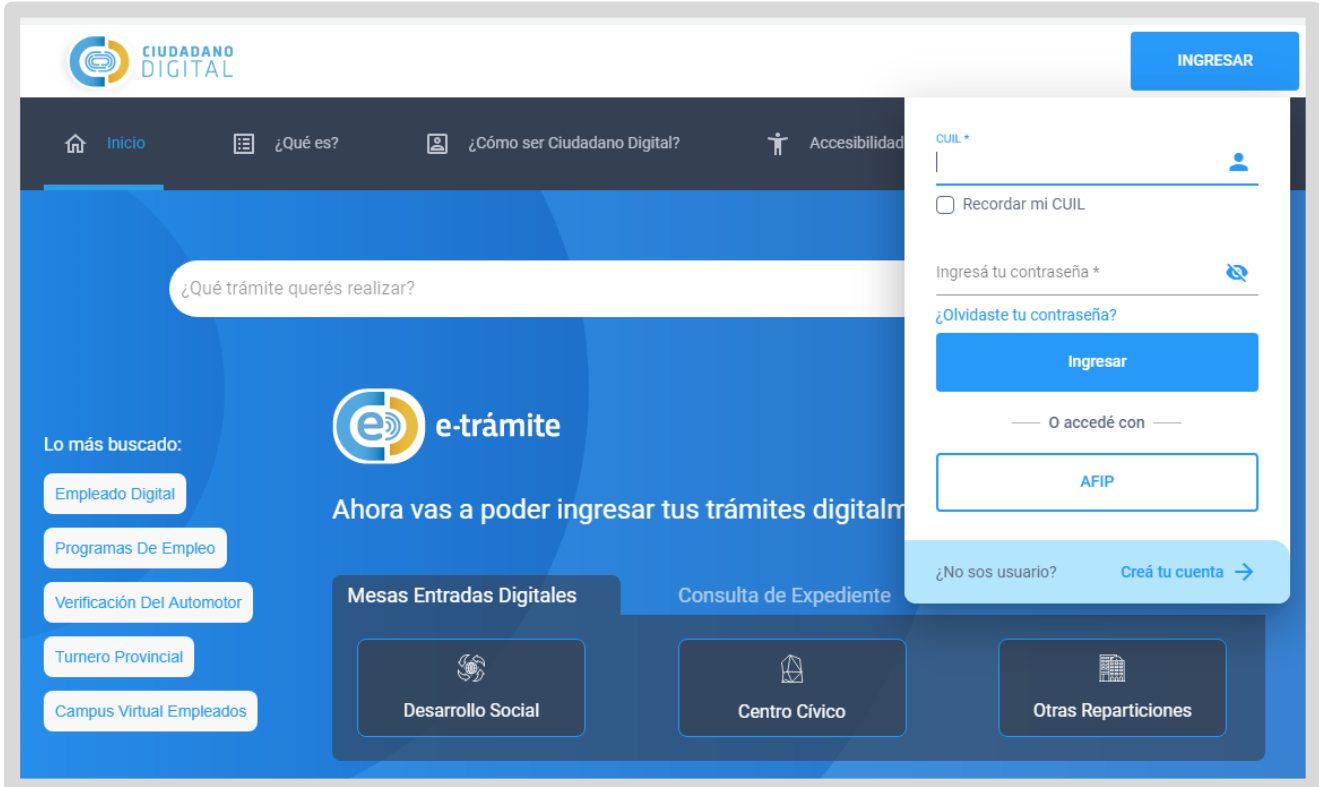 CIUDADANO
DIGITAL
INGRESAR
Inicio
¿Qué es?
¿Cómo ser Ciudadano Digital?
Accesibilidad
CUIL *
Recordar mi CUIL
Ingresá tu contraseña *
¿Olvidaste tu contraseña?
Ingresar
O accedé con
AFIP
¿No sos usuario?
Creá tu cuenta
¿Qué trámite querés realizar?
e-trámite
Ahora vas a poder ingresar tus trámites digitalm
Lo más buscado:
Empleado Digital
Programas De Empleo
Verificación Del Automotor
Turnero Provincial
Campus Virtual Empleados
Mesas Entradas Digitales
Consulta de Expediente
Desarrollo Social
Centro Cívico
Otras Reparticiones